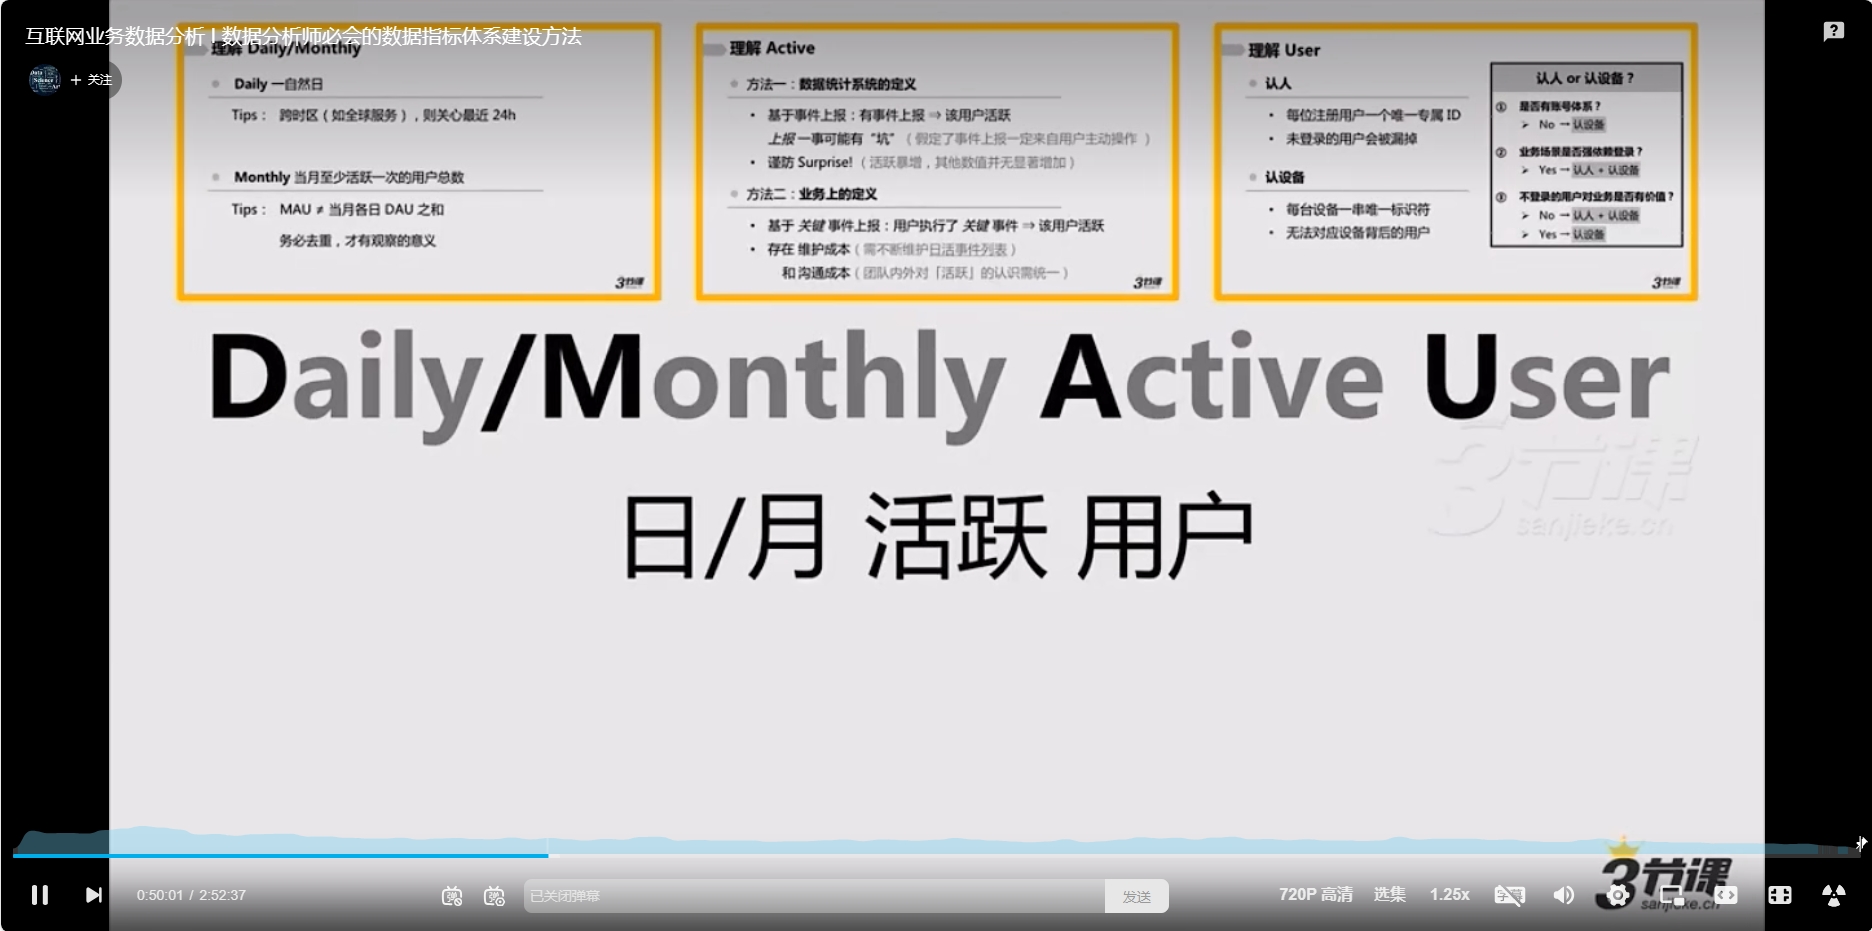 互联网业务数据分析 | 数据分析师必会的数据指标体系建设方法
+ 关注
理解 Daily/Monthly
Daily 一自然日
Tips： 跨时区（如全球服务），则关心最近 24h
Monthly 当月至少活跃一次的用户总数
Tips： MAU ≠ 当月各日 DAU 之和
务必去重，才有观察的意义
3节课
理解 Active
方法一：数据统计系统的定义
• 基于事件上报：有事件上报 ⇒ 该用户活跃
上报一事可能有“坑”（假定了事件上报一定来自用户主动操作）
• 谨防 Surprise!（活跃暴增，其他数值并无显著增加）
方法二：业务上的定义
• 基于 关键 事件上报：用户执行了 关键 事件 ⇒ 该用户活跃
• 存在 维护成本（需不断维护日活事件列表）
和 沟通成本（团队内外对「活跃」的认识需统一）
3节课
理解 User
认人
• 每位注册用户一个唯一专属 ID
• 未登录的用户会被漏掉
认设备
• 每台设备一串唯一标识符
• 无法对应设备背后的用户
认人 or 认设备？
① 是否有账号体系？
➢ No → 认设备
② 业务场景是否强依赖登录？
➢ Yes → 认人 + 认设备
③ 不登录的用户对业务是否有价值？
➢ No → 认人 + 认设备
➢ Yes → 认设备
3节课
Daily/Monthly Active User
日/月 活跃 用户
3节课
sanjieke.cn
3节课
sanjieke.cn
0:50:01 / 2:52:37
已关闭弹幕
发送
720P 高清
选集
1.25x